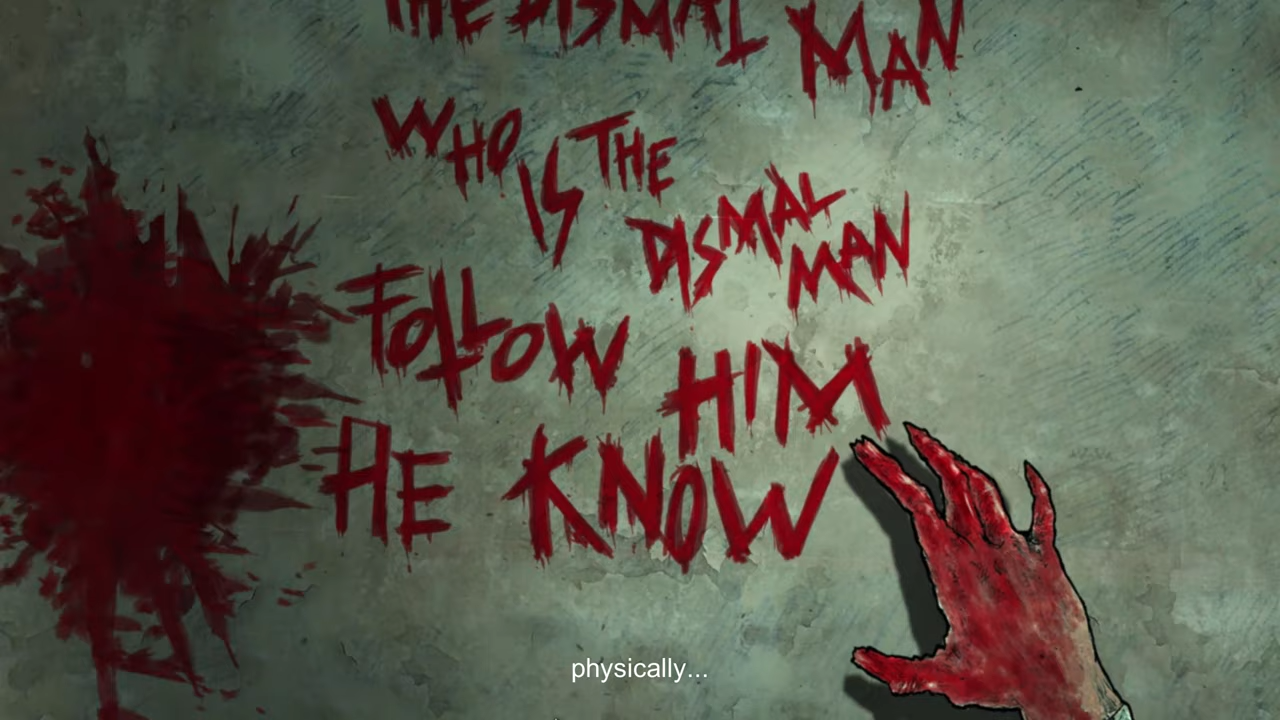 THE DISMAL MAN
WHO IS THE
DISMAL
MAN
FOLLOW HIM
HE KNOW
physically...